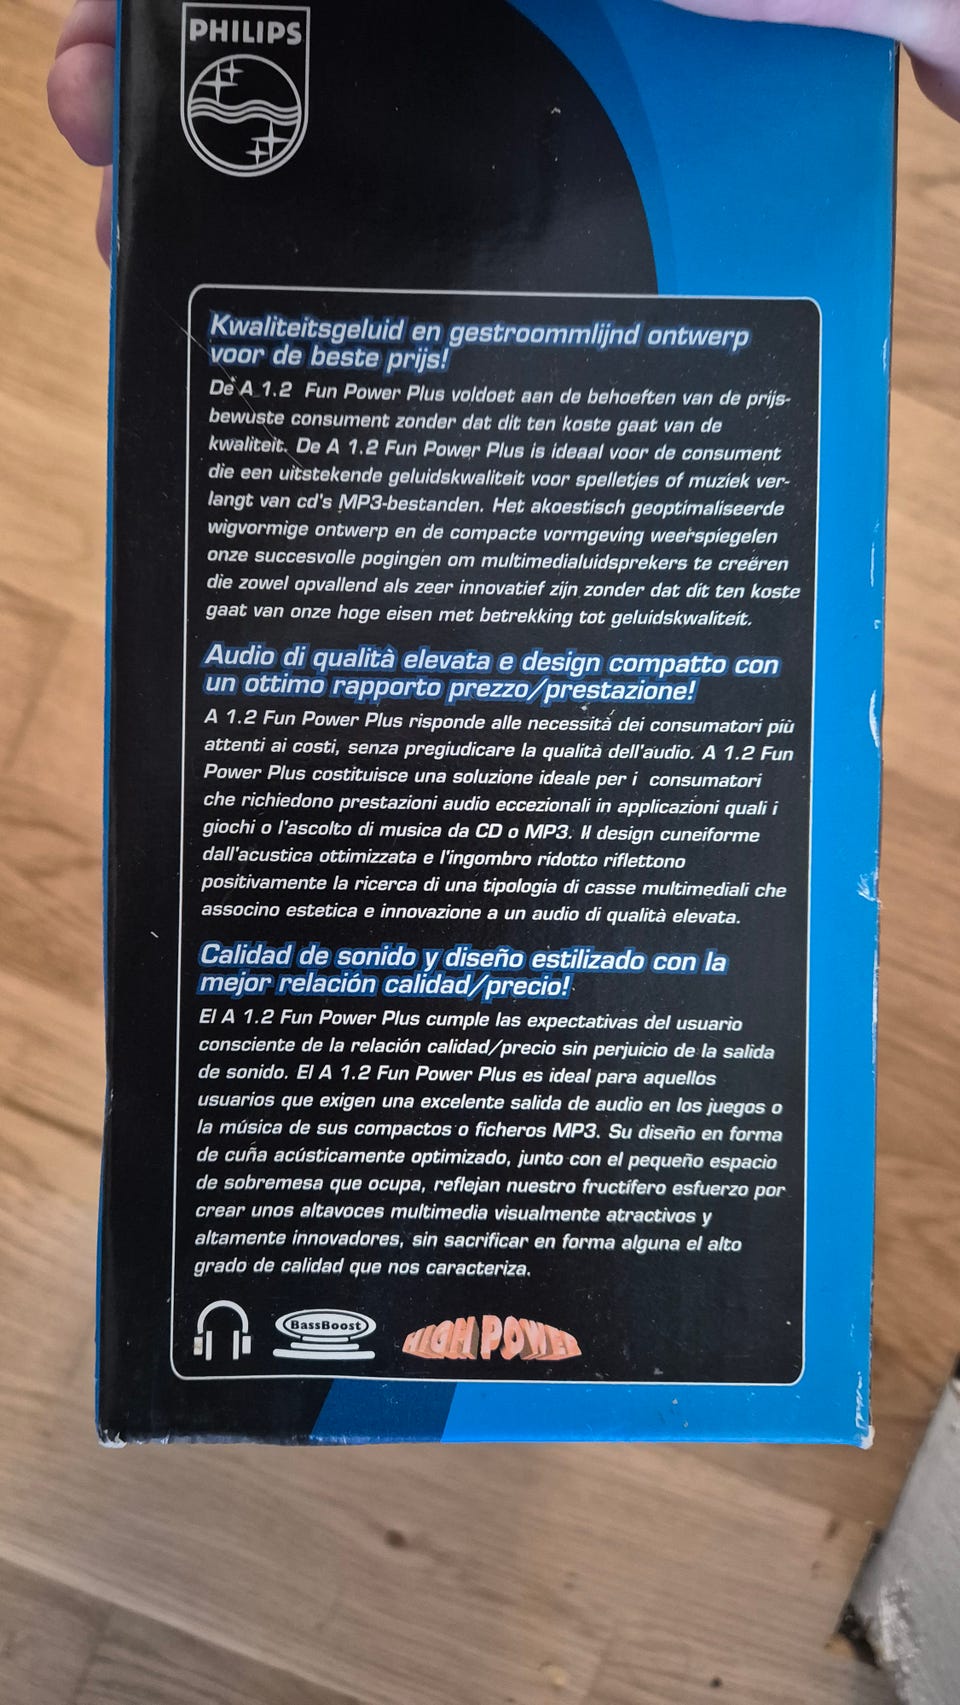 PHILIPS
Kwaliteitsgeluid en gestroommlijnd ontwerp
voor de beste prijs!
De A 1.2 Fun Power Plus voldoet aan de behoeften van de prijs-
bewuste consument zonder dat dit ten koste gaat van de
kwaliteit. De A 1.2 Fun Power Plus is ideaal voor de consument
die een uitstekende geluidskwaliteit voor spelletjes of muziek ver-
langt van cd's MP3-bestanden. Het akoestisch geoptimaliseerde
wigvormige ontwerp en de compacte vormgeving weerspiegelen
onze succesvolle pogingen om multimedialuidsprekers te creëren
die zowel opvallend als zeer innovatief zijn zonder dat dit ten koste
gaat van onze hoge eisen met betrekking tot geluidskwaliteit.
Audio di qualità elevata e design compatto con
un ottimo rapporto prezzo/prestazione!
A 1.2 Fun Power Plus risponde alle necessità dei consumatori più
attenti ai costi, senza pregiudicare la qualità dell'audio. A 1.2 Fun
Power Plus costituisce una soluzione ideale per i consumatori
che richiedono prestazioni audio eccezionali in applicazioni quali i
giochi o l'ascolto di musica da CD o MP3. Il design cuneiforme
dall'acustica ottimizzata e l'ingombro ridotto riflettono
positivamente la ricerca di una tipologia di casse multimediali che
associno estetica e innovazione a un audio di qualità elevata.
Calidad de sonido y diseño estilizado con la
mejor relación calidad/precio!
El A 1.2 Fun Power Plus cumple las expectativas del usuario
consciente de la relación calidad/precio sin perjuicio de la salida
de sonido. El A 1.2 Fun Power Plus es ideal para aquellos
usuarios que exigen una excelente salida de audio en los juegos o
la música de sus compactos o ficheros MP3. Su diseño en forma
de cuña acústicamente optimizado, junto con el pequeño espacio
de sobremesa que ocupa, reflejan nuestro fructífero esfuerzo por
crear unos altavoces multimedia visualmente atractivos y
altamente innovadores, sin sacrificar en forma alguna el alto
grado de calidad que nos caracteriza.
BassBoost
HIGH POWER